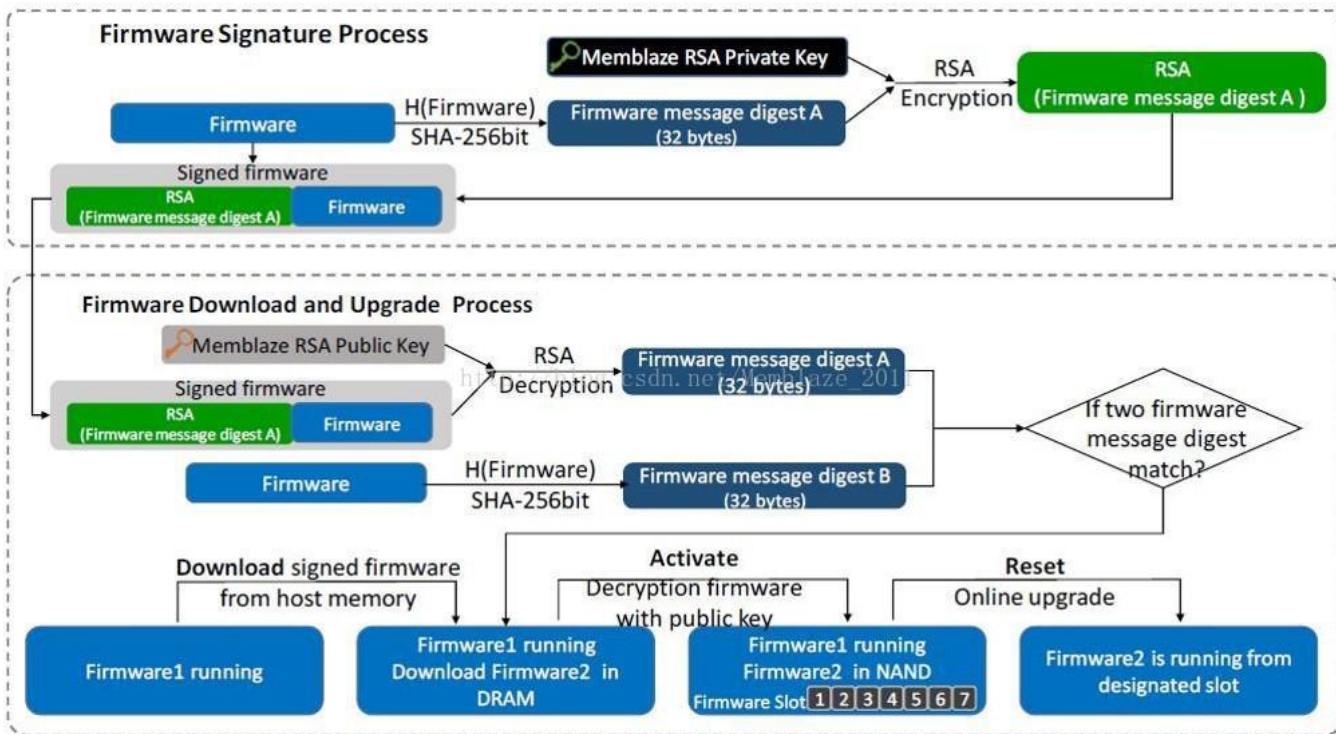 Firmware Signature Process
Memblaze RSA Private Key
RSA
Encryption
RSA
(Firmware message digest A )
Firmware
H(Firmware)
SHA-256bit
Firmware message digest A
(32 bytes)
Signed firmware
RSA
(Firmware message digest A)
Firmware
Firmware Download and Upgrade Process
Memblaze RSA Public Key
RSA
Decryption
Firmware message digest A
(32 bytes)
http://blog.csdn.net/Memblaze_2011
Signed firmware
RSA
(Firmware message digest A)
Firmware
If two firmware
message digest
match?
Firmware
H(Firmware)
SHA-256bit
Firmware message digest B
(32 bytes)
Download signed firmware
from host memory
Activate
Decryption firmware
with public key
Reset
Online upgrade
Firmware1 running
Firmware1 running
Download Firmware2 in
DRAM
Firmware1 running
Firmware2 in NAND
Firmware Slot 1 2 3 4 5 6 7
Firmware2 is running from
designated slot